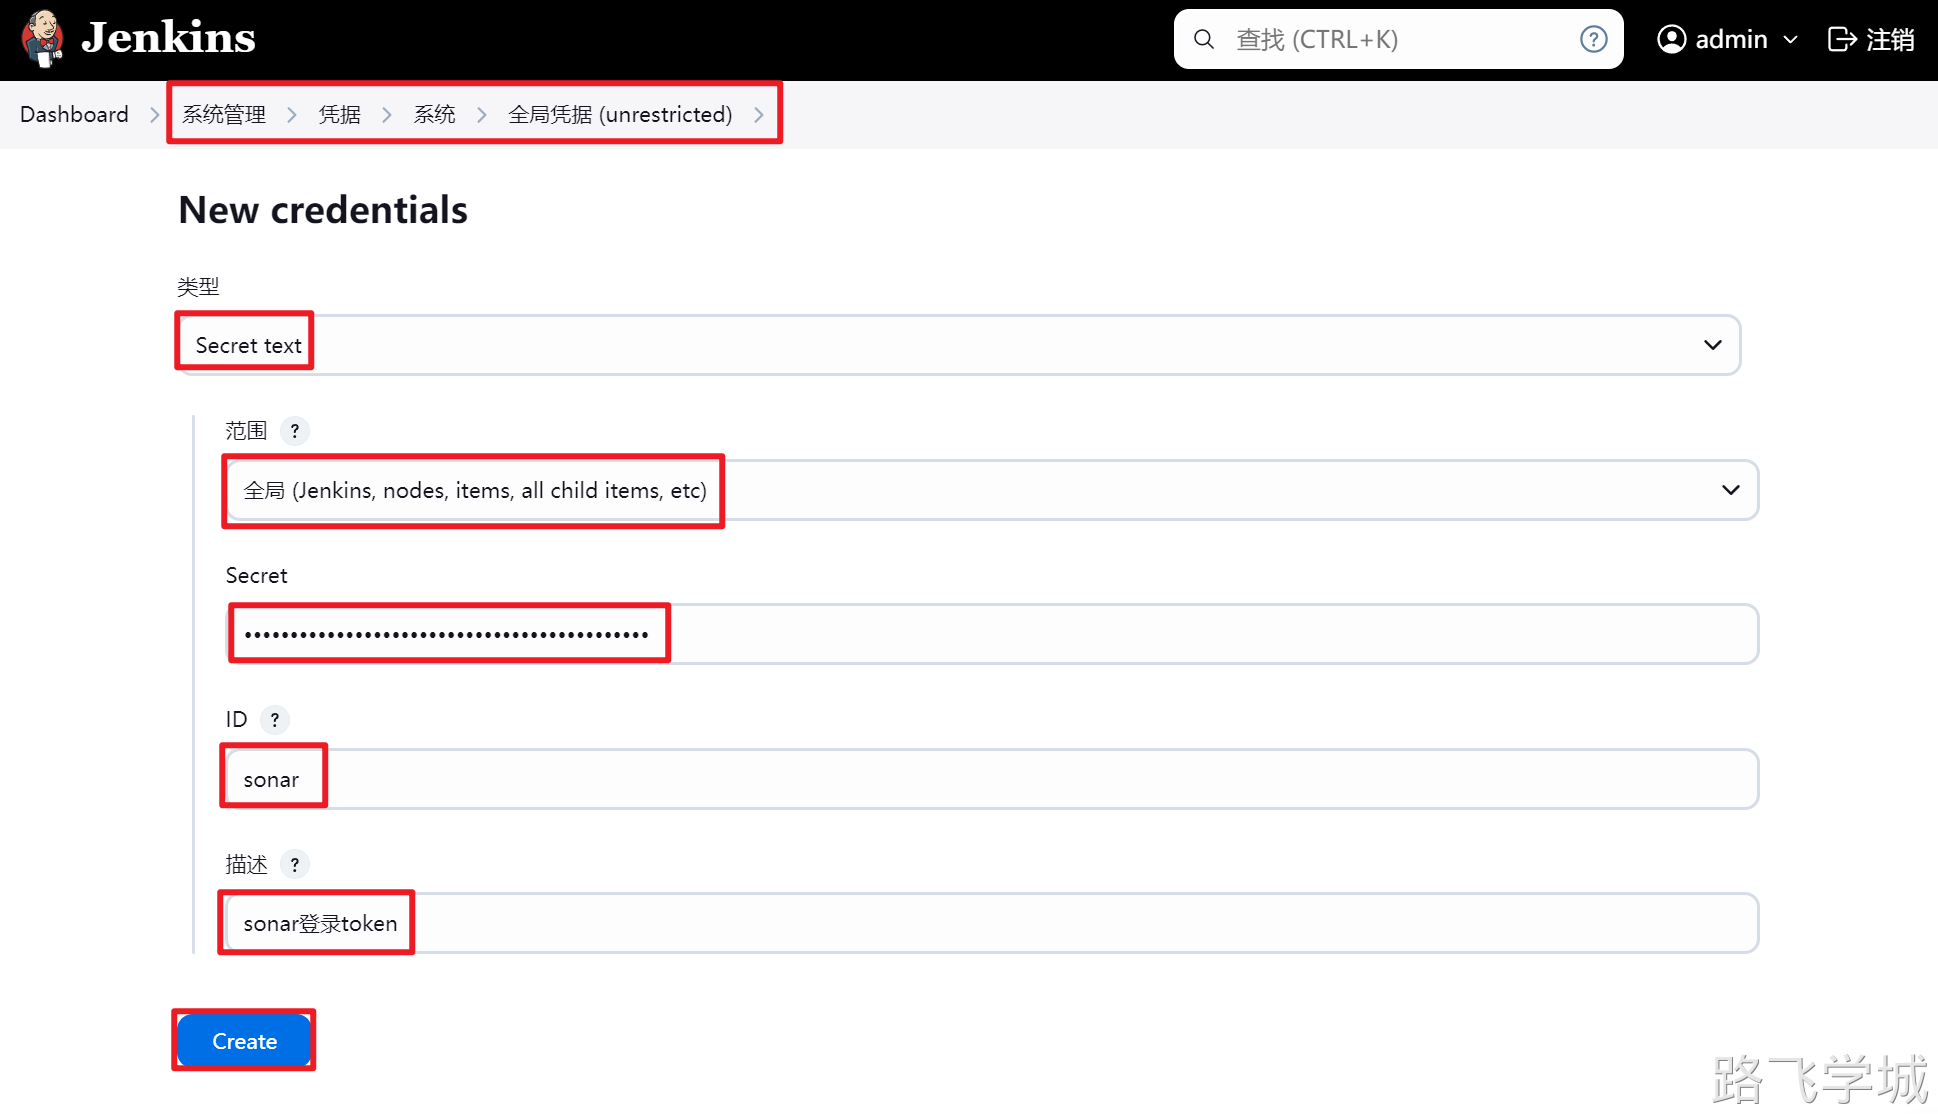 Jenkins
查找 (CTRL+K)
?
admin
注销
Dashboard
系统管理
凭据
系统
全局凭据 (unrestricted)
New credentials
类型
Secret text
范围 ?
全局 (Jenkins, nodes, items, all child items, etc)
Secret
••••••••••••••••••••••••••••••••••••••••••••
ID ?
sonar
描述 ?
sonar登录token
Create
路飞学城